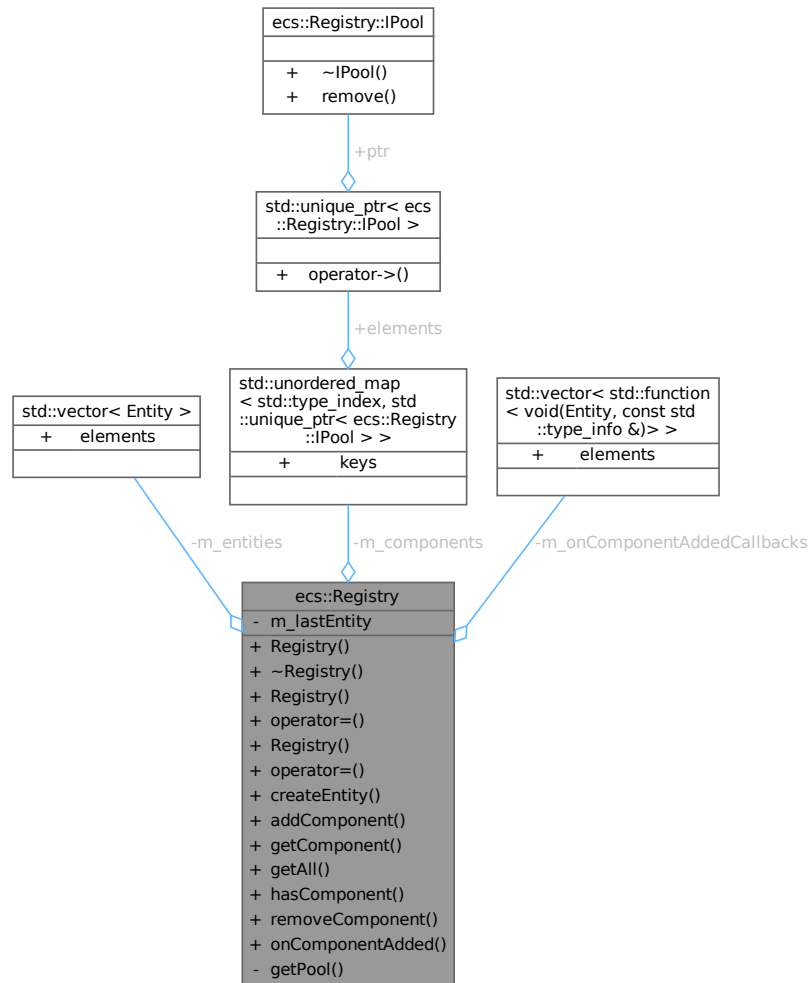 ecs::Registry::IPool
+ ~IPool()
+ remove()
+ptr
std::unique_ptr< ecs
::Registry::IPool >
+ operator->()
+elements
std::vector< Entity >
+ elements
std::unordered_map
< std::type_index, std
::unique_ptr< ecs::Registry
::IPool > >
+ keys
std::vector< std::function
< void(Entity, const std
::type_info &)> >
+ elements
-m_entities
-m_components
-m_onComponentAddedCallbacks
ecs::Registry
- m_lastEntity
+ Registry()
+ ~Registry()
+ Registry()
+ operator=()
+ Registry()
+ operator=()
+ createEntity()
+ addComponent()
+ getComponent()
+ getAll()
+ hasComponent()
+ removeComponent()
+ onComponentAdded()
- getPool()